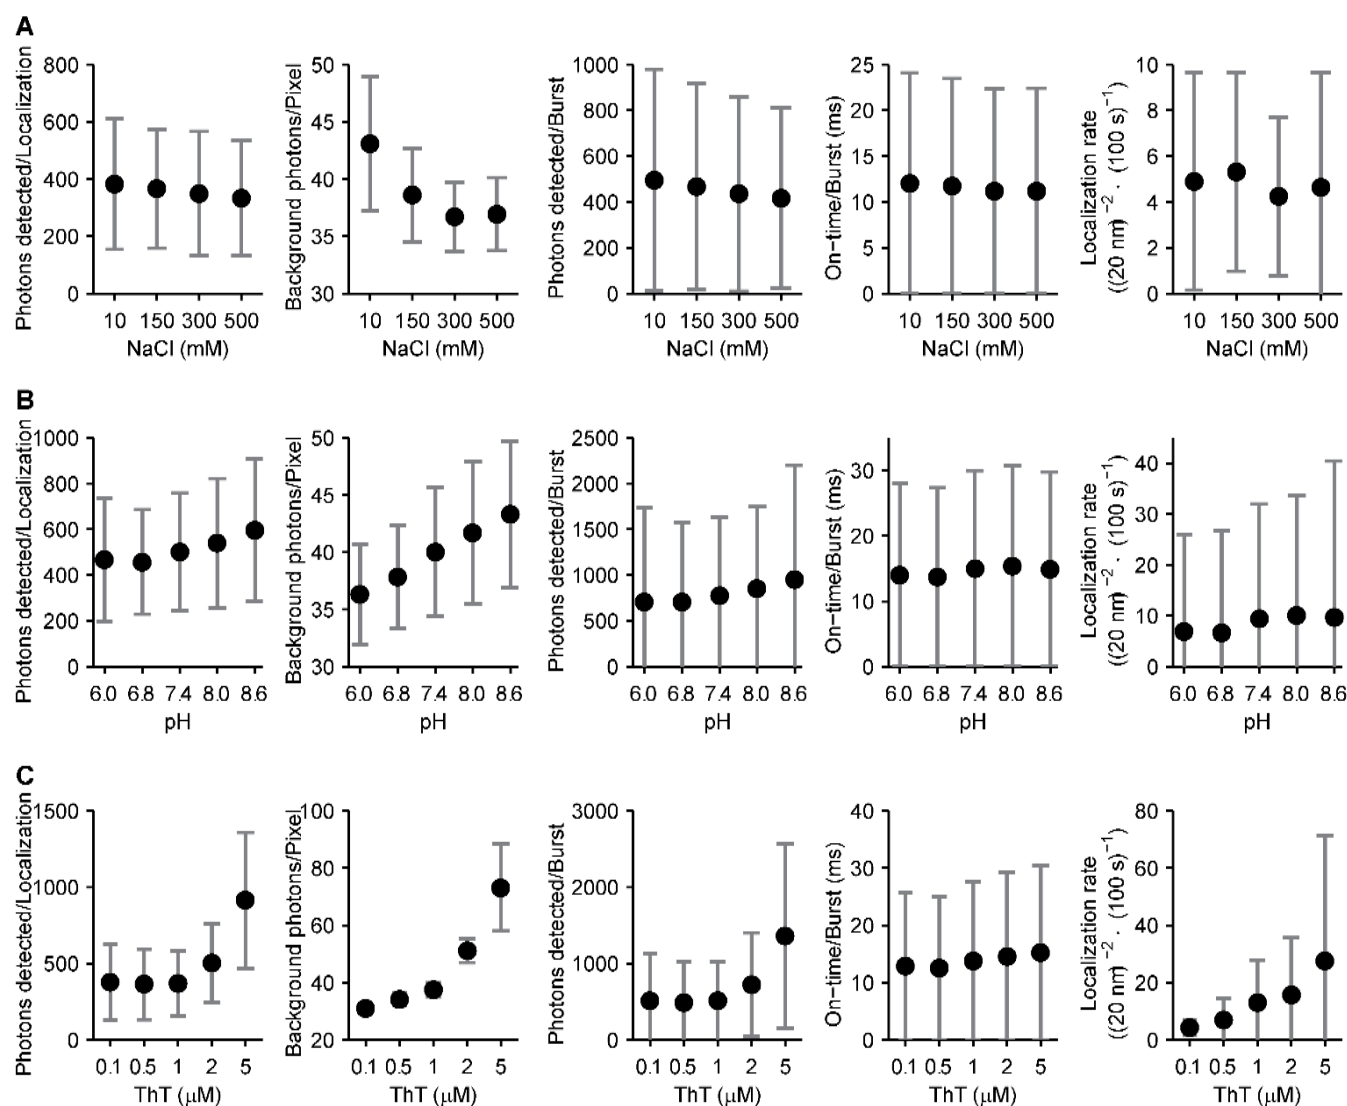 A
Photons detected/Localization
800
600
400
200
0
10 150 300 500
NaCl (mM)
Background photons/Pixel
50
45
40
35
30
10 150 300 500
NaCl (mM)
Photons detected/Burst
1000
800
600
400
200
0
10 150 300 500
NaCl (mM)
On−time/Burst (ms)
25
20
15
10
5
0
10 150 300 500
NaCl (mM)
Localization rate
((20 nm)⁻² · (100 s)⁻¹)
10
8
6
4
2
0
10 150 300 500
NaCl (mM)
B
Photons detected/Localization
1000
800
600
400
200
0
6.0 6.8 7.4 8.0 8.6
pH
Background photons/Pixel
50
45
40
35
30
6.0 6.8 7.4 8.0 8.6
pH
Photons detected/Burst
2500
2000
1500
1000
500
0
6.0 6.8 7.4 8.0 8.6
pH
On−time/Burst (ms)
30
20
10
0
6.0 6.8 7.4 8.0 8.6
pH
Localization rate
((20 nm)⁻² · (100 s)⁻¹)
40
30
20
10
0
6.0 6.8 7.4 8.0 8.6
pH
C
Photons detected/Localization
1500
1000
500
0
0.1 0.5 1 2 5
ThT (μM)
Background photons/Pixel
100
80
60
40
20
0.1 0.5 1 2 5
ThT (μM)
Photons detected/Burst
3000
2000
1000
0
0.1 0.5 1 2 5
ThT (μM)
On−time/Burst (ms)
40
30
20
10
0
0.1 0.5 1 2 5
ThT (μM)
Localization rate
((20 nm)⁻² · (100 s)⁻¹)
80
60
40
20
0
0.1 0.5 1 2 5
ThT (μM)